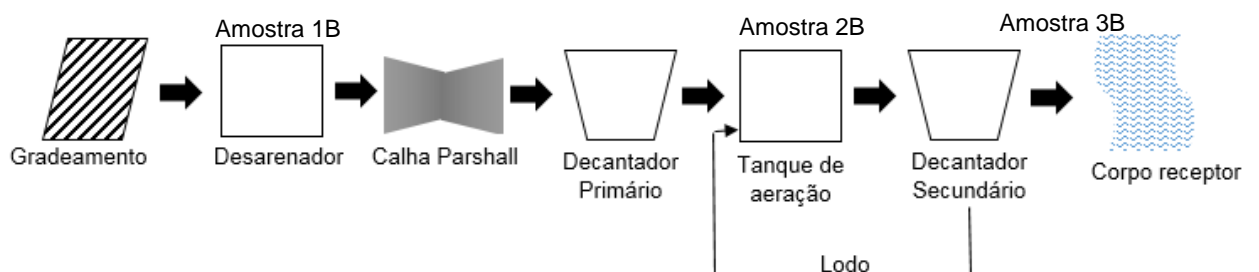 Amostra 1B
Amostra 2B
Amostra 3B
Gradeamento
Desarenador
Calha Parshall
Decantador
Primário
Tanque de
aeração
Decantador
Secundário
Corpo receptor
Lodo